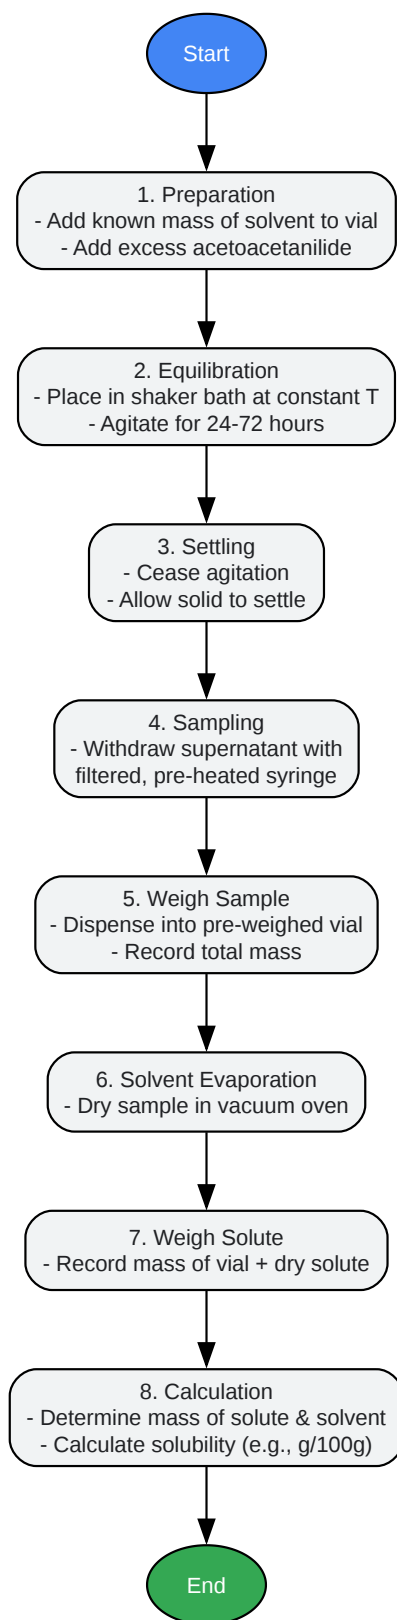 Start
1. Preparation
- Add known mass of solvent to vial
- Add excess acetoacetanilide
2. Equilibration
- Place in shaker bath at constant T
- Agitate for 24-72 hours
3. Settling
- Cease agitation
- Allow solid to settle
4. Sampling
- Withdraw supernatant with
filtered, pre-heated syringe
5. Weigh Sample
- Dispense into pre-weighed vial
- Record total mass
6. Solvent Evaporation
- Dry sample in vacuum oven
7. Weigh Solute
- Record mass of vial + dry solute
8. Calculation
- Determine mass of solute & solvent
- Calculate solubility (e.g., g/100g)
End